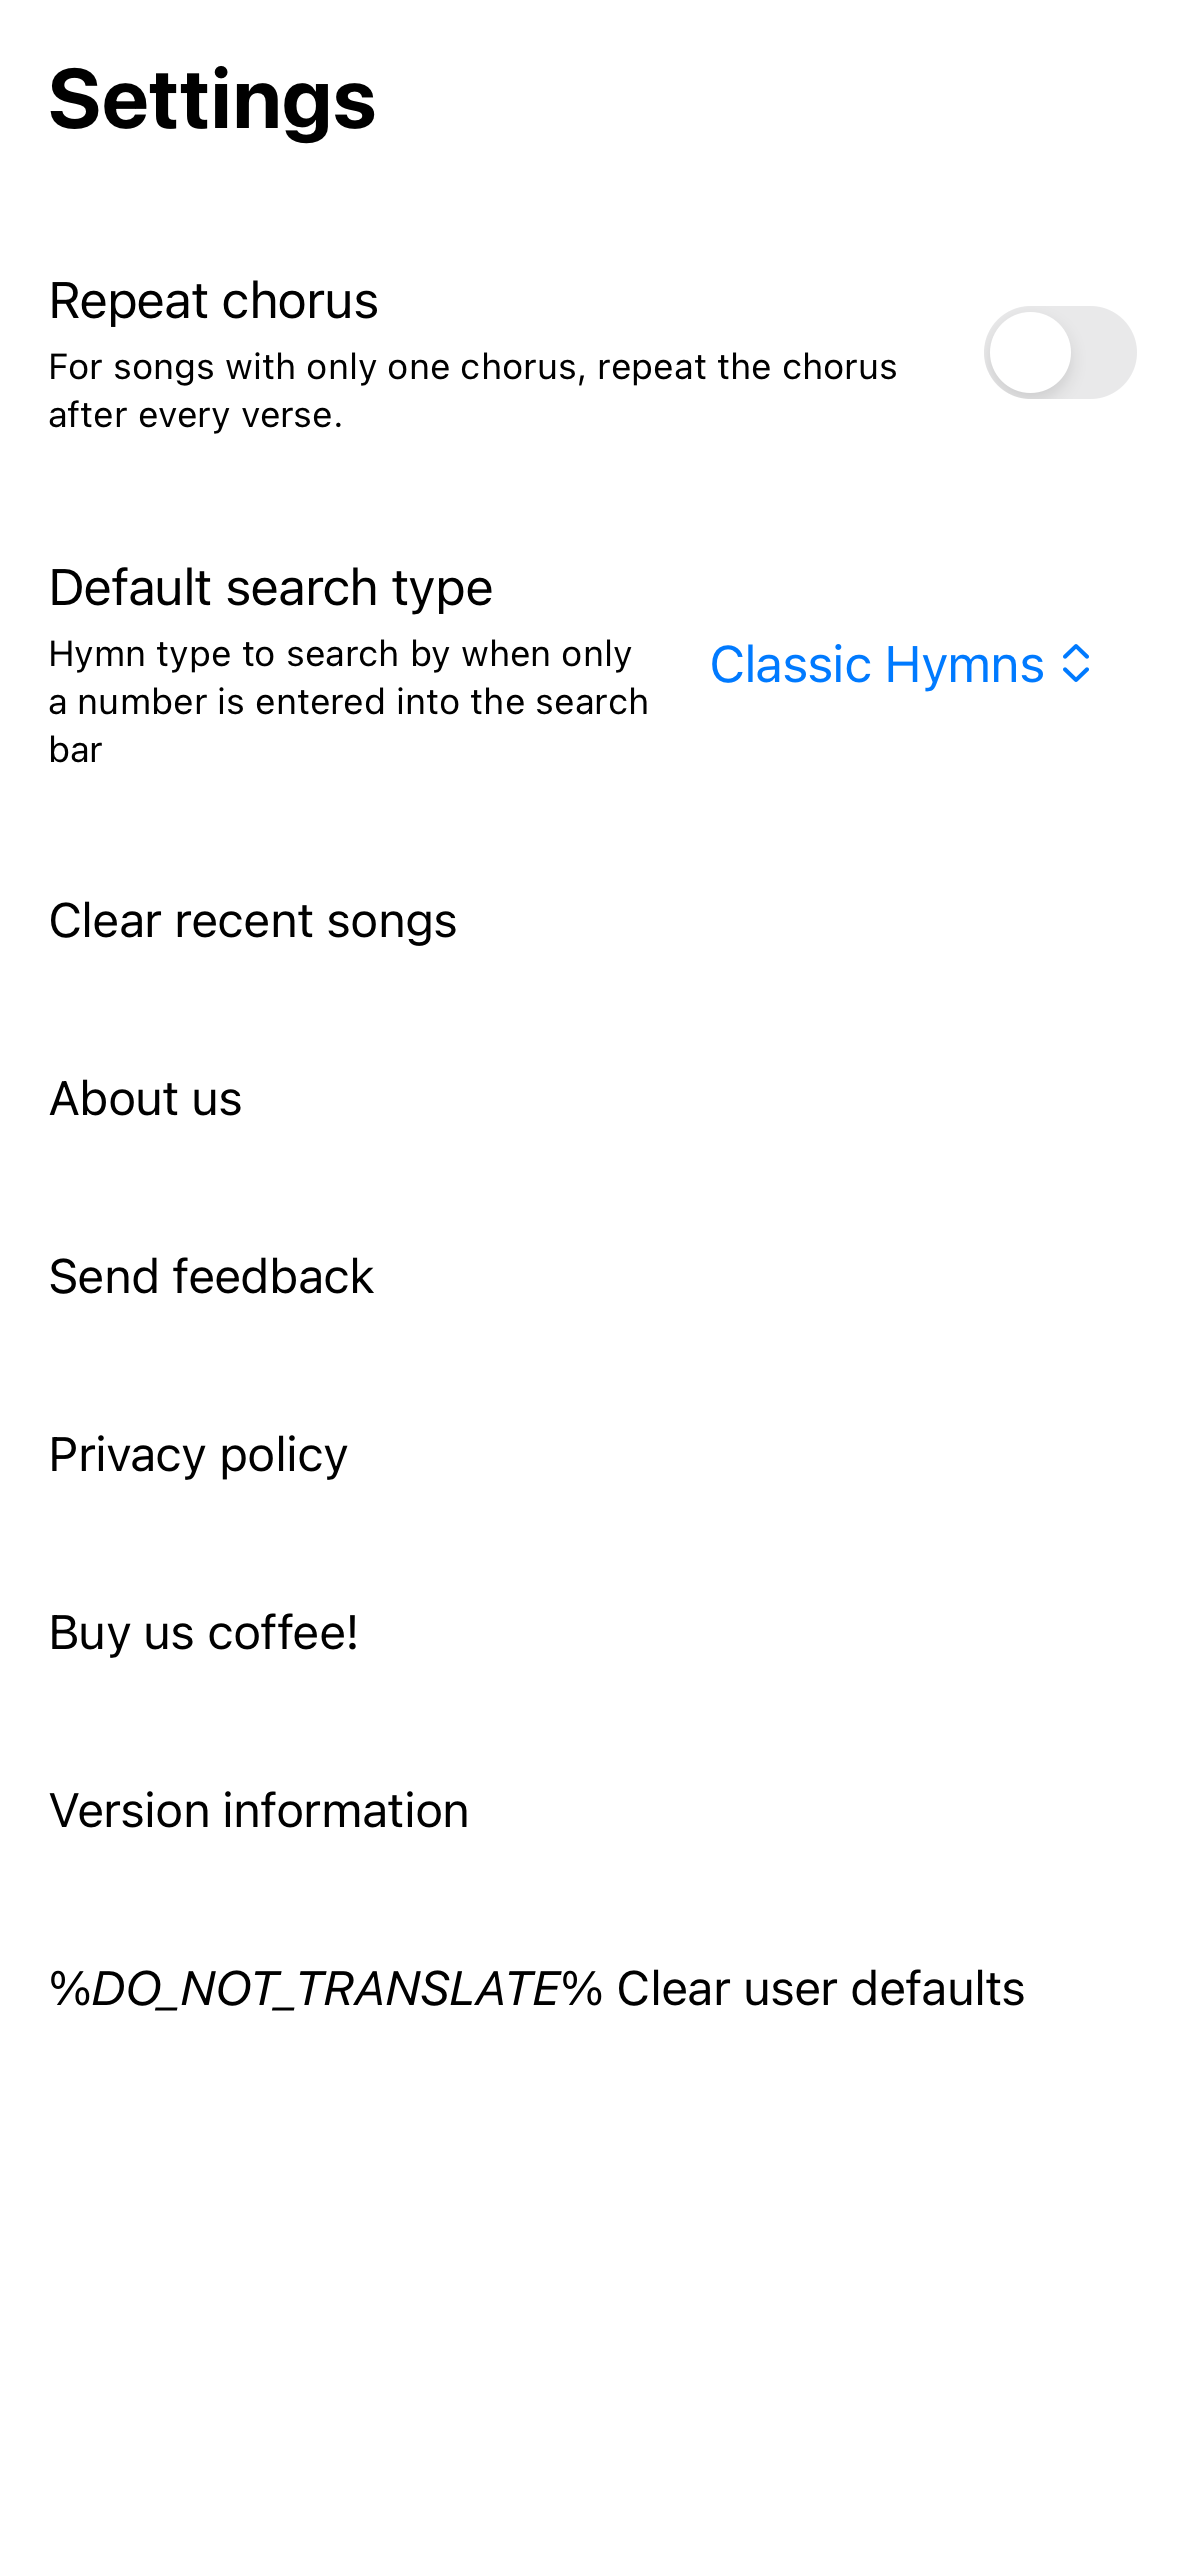 Settings
Repeat chorus
For songs with only one chorus, repeat the chorus
after every verse.
Default search type
Hymn type to search by when only
a number is entered into the search
bar
Classic Hymns
Clear recent songs
About us
Send feedback
Privacy policy
Buy us coffee!
Version information
%DO_NOT_TRANSLATE% Clear user defaults